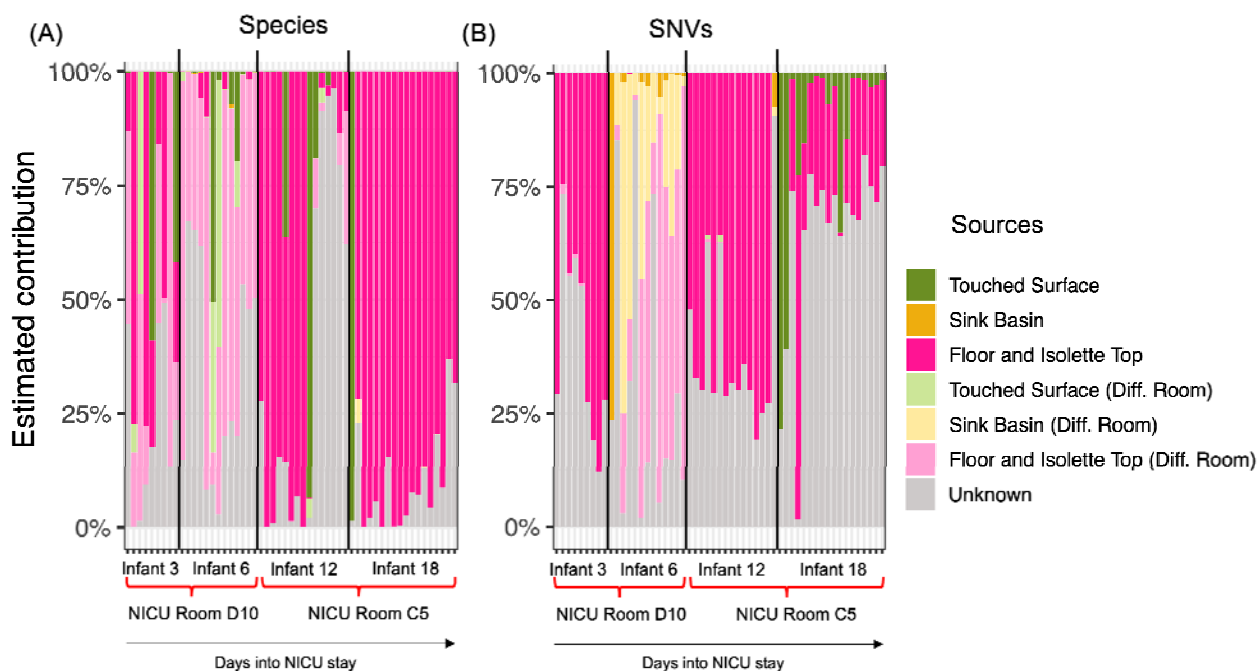 (A)
Species
(B)
SNVs
Estimated contribution
100%
75%
50%
25%
0%
100%
75%
50%
25%
0%
Infant 3
Infant 6
Infant 12
Infant 18
NICU Room D10
NICU Room C5
Days into NICU stay
Infant 3
Infant 6
Infant 12
Infant 18
NICU Room D10
NICU Room C5
Days into NICU stay
Sources
Touched Surface
Sink Basin
Floor and Isolette Top
Touched Surface (Diff. Room)
Sink Basin (Diff. Room)
Floor and Isolette Top (Diff. Room)
Unknown